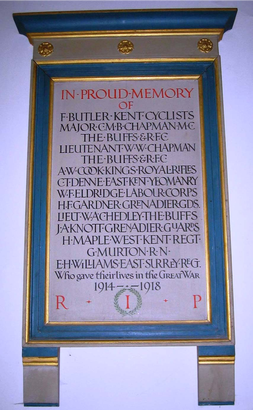 IN·PROUD·MEMORY
OF
F·BUTLER·KENT·CYCLISTS
MAJOR·C·M·B·CHAPMAN·M·C
THE·BUFFS·&·R·F·C
LIEUTENANT·W·W·CHAPMAN
THE·BUFFS·&·R·F·C
A·W·COOK·KINGS·ROYAL·RIFLES
C·T·DENNE·EAST·KENT·YEOMANRY
W·F·ELDRIDGE·LABOUR·CORPS
H·F·GARDNER·GRENADIER·GDS
LIEUT·W·A·CHEDLEY·THE·BUFFS
J·A·KNOTT·GRENADIER·GUARDS
H·MAPLE·WEST·KENT·REGT
G·MURTON·R·N·
E·H·WILLIAMS·EAST·SURREY·REG
Who gave their lives in the Great War
1914 – 1918
R·I·P